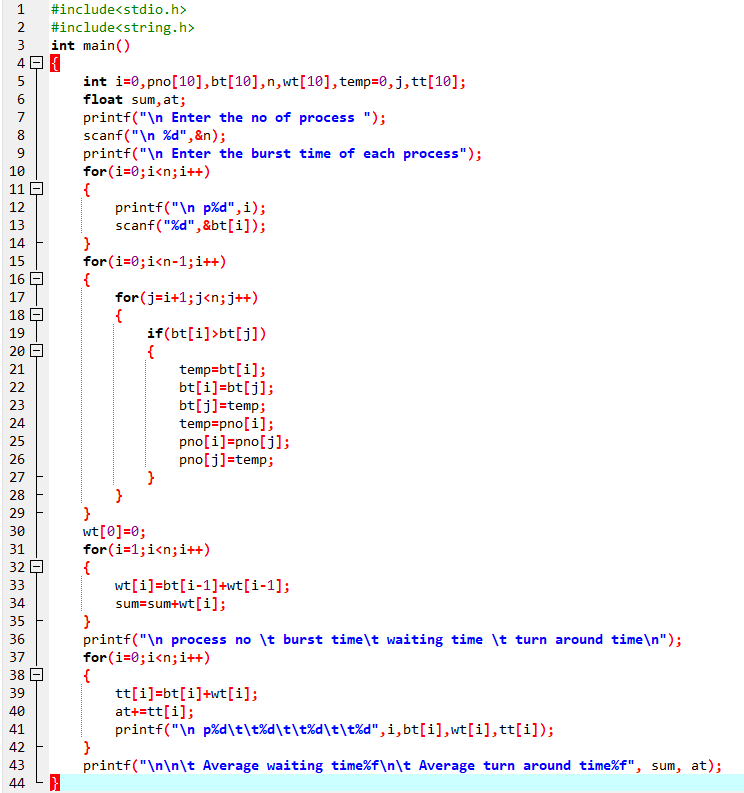 1 #include<stdio.h>
2 #include<string.h>
3 int main()
4 {
5 int i=0,pno[10],bt[10],n,wt[10],temp=0,j,tt[10];
6 float sum,at;
7 printf("\n Enter the no of process ");
8 scanf("\n %d",&n);
9 printf("\n Enter the burst time of each process");
10 for(i=0;i<n;i++)
11 {
12 printf("\n p%d",i);
13 scanf("%d",&bt[i]);
14 }
15 for(i=0;i<n-1;i++)
16 {
17 for(j=i+1;j<n;j++)
18 {
19 if(bt[i]>bt[j])
20 {
21 temp=bt[i];
22 bt[i]=bt[j];
23 bt[j]=temp;
24 temp=pno[i];
25 pno[i]=pno[j];
26 pno[j]=temp;
27 }
28 }
29 }
30 wt[0]=0;
31 for(i=1;i<n;i++)
32 {
33 wt[i]=bt[i-1]+wt[i-1];
34 sum=sum+wt[i];
35 }
36 printf("\n process no \t burst time\t waiting time \t turn around time\n");
37 for(i=0;i<n;i++)
38 {
39 tt[i]=bt[i]+wt[i];
40 at+=tt[i];
41 printf("\n p%d\t\t%d\t\t%d\t\t%d",i,bt[i],wt[i],tt[i]);
42 }
43 printf("\n\n\t Average waiting time%f\n\t Average turn around time%f", sum, at);
44 }